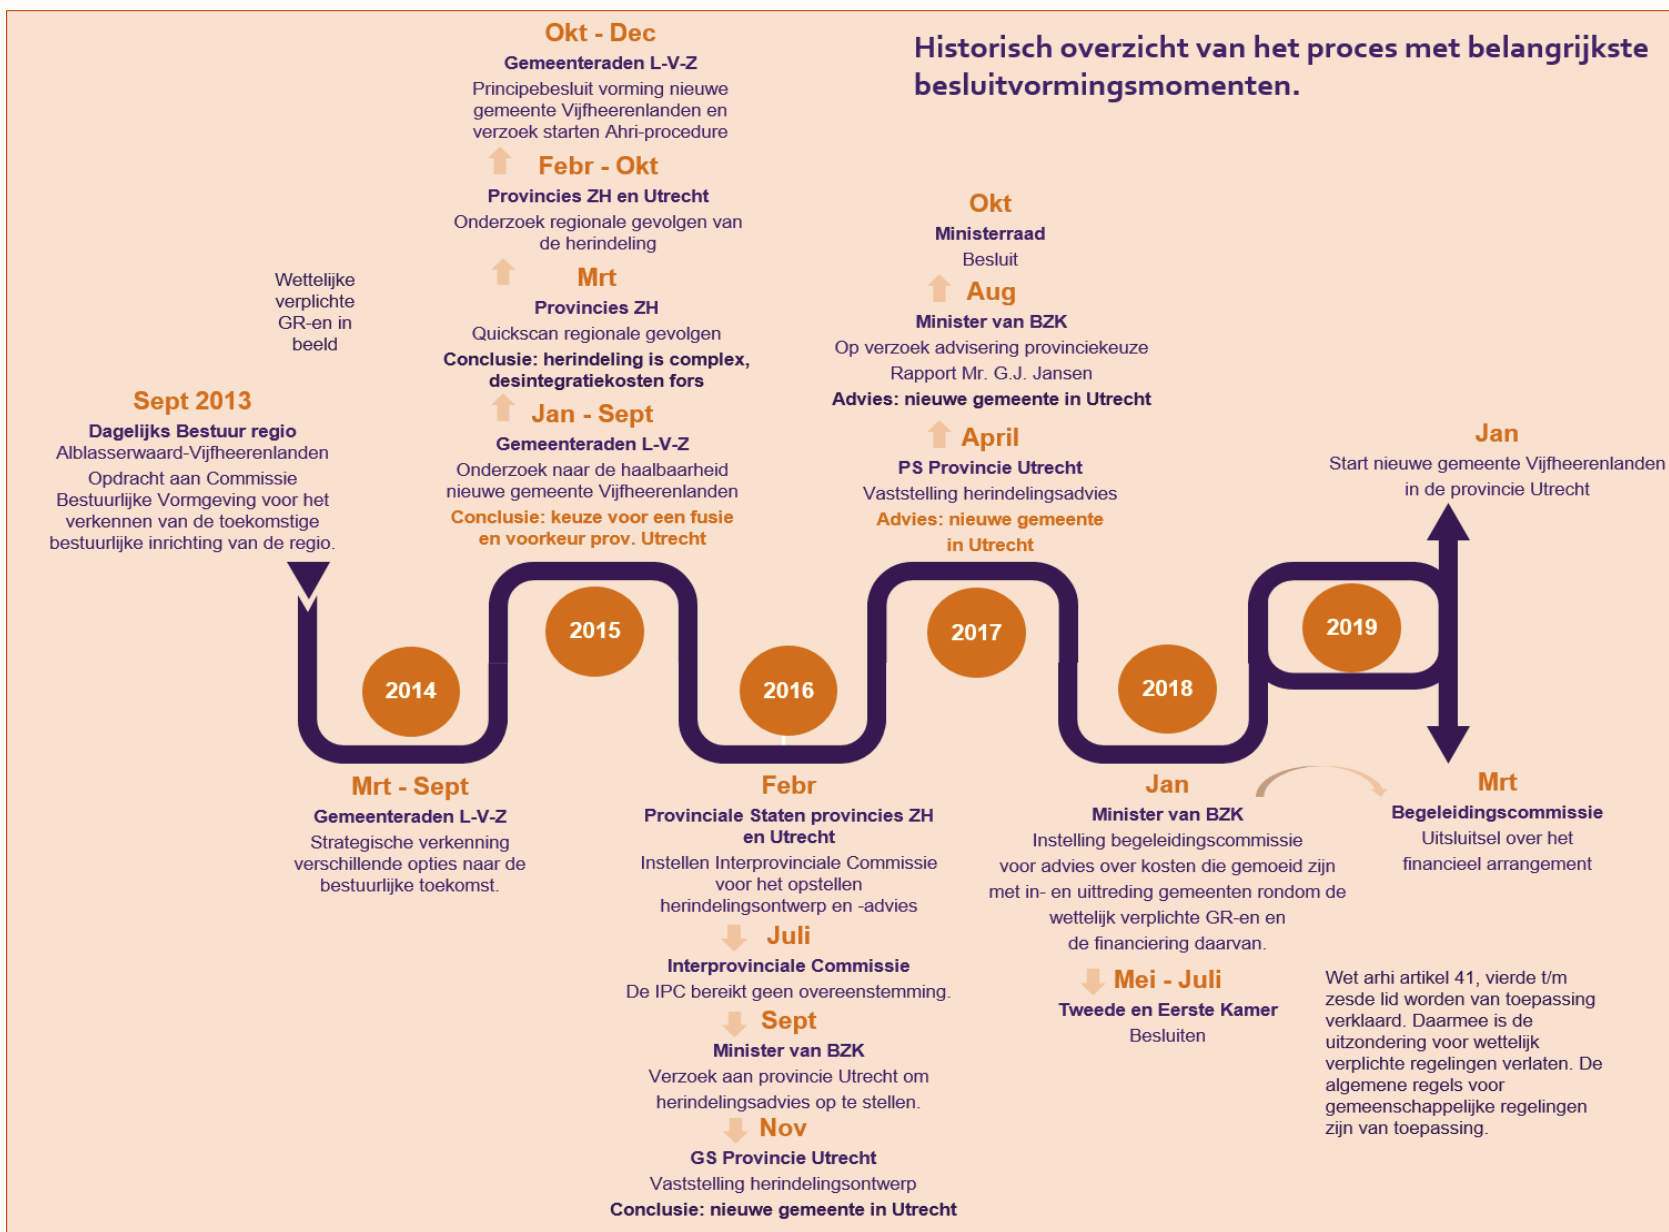 Historisch overzicht van het proces met belangrijkste
besluitvormingsmomenten.
Wettelijke
verplichte
GR-en in
beeld
Sept 2013
Dagelijks Bestuur regio
Alblasserwaard-Vijfheerenlanden
Opdracht aan Commissie
Bestuurlijke Vormgeving voor het
verkennen van de toekomstige
bestuurlijke inrichting van de regio.
2014
Mrt - Sept
Gemeenteraden L-V-Z
Strategische verkenning
verschillende opties naar de
bestuurlijke toekomst.
Okt - Dec
Gemeenteraden L-V-Z
Principebesluit vorming nieuwe
gemeente Vijfheerenlanden en
verzoek starten Ahri-procedure
Febr - Okt
Provincies ZH en Utrecht
Onderzoek regionale gevolgen van
de herindeling
Mrt
Provincies ZH
Quickscan regionale gevolgen
Conclusie: herindeling is complex,
desintegratiekosten fors
Jan - Sept
Gemeenteraden L-V-Z
Onderzoek naar de haalbaarheid
nieuwe gemeente Vijfheerenlanden
Conclusie: keuze voor een fusie
en voorkeur prov. Utrecht
2015
2016
Febr
Provinciale Staten provincies ZH
en Utrecht
Instellen Interprovinciale Commissie
voor het opstellen
herindelingsontwerp en -advies
Juli
Interprovinciale Commissie
De IPC bereikt geen overeenstemming.
Sept
Minister van BZK
Verzoek aan provincie Utrecht om
herindelingsadvies op te stellen.
Nov
GS Provincie Utrecht
Vaststelling herindelingsontwerp
Conclusie: nieuwe gemeente in Utrecht
Okt
Ministerraad
Besluit
Aug
Minister van BZK
Op verzoek advisering provinciekeuze
Rapport Mr. G.J. Jansen
Advies: nieuwe gemeente in Utrecht
April
PS Provincie Utrecht
Vaststelling herindelingsadvies
Advies: nieuwe gemeente
in Utrecht
2017
2018
Jan
Minister van BZK
Instelling begeleidingscommissie
voor advies over kosten die gemoeid zijn
met in- en uittreding gemeenten rondom de
wettelijk verplichte GR-en en
de financiering daarvan.
Mei - Juli
Tweede en Eerste Kamer
Besluiten
Jan
Start nieuwe gemeente Vijfheerenlanden
in de provincie Utrecht
2019
Mrt
Begeleidingscommissie
Uitsluitsel over het
financieel arrangement
Wet arhi artikel 41, vierde t/m
zesde lid worden van toepassing
verklaard. Daarmee is de
uitzondering voor wettelijk
verplichte regelingen verlaten. De
algemene regels voor
gemeenschappelijke regelingen
zijn van toepassing.